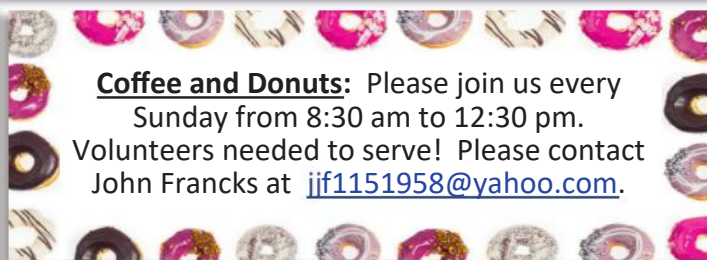 Coffee and Donuts: Please join us every
Sunday from 8:30 am to 12:30 pm.
Volunteers needed to serve! Please contact
John Francks at jjf1151958@yahoo.com.